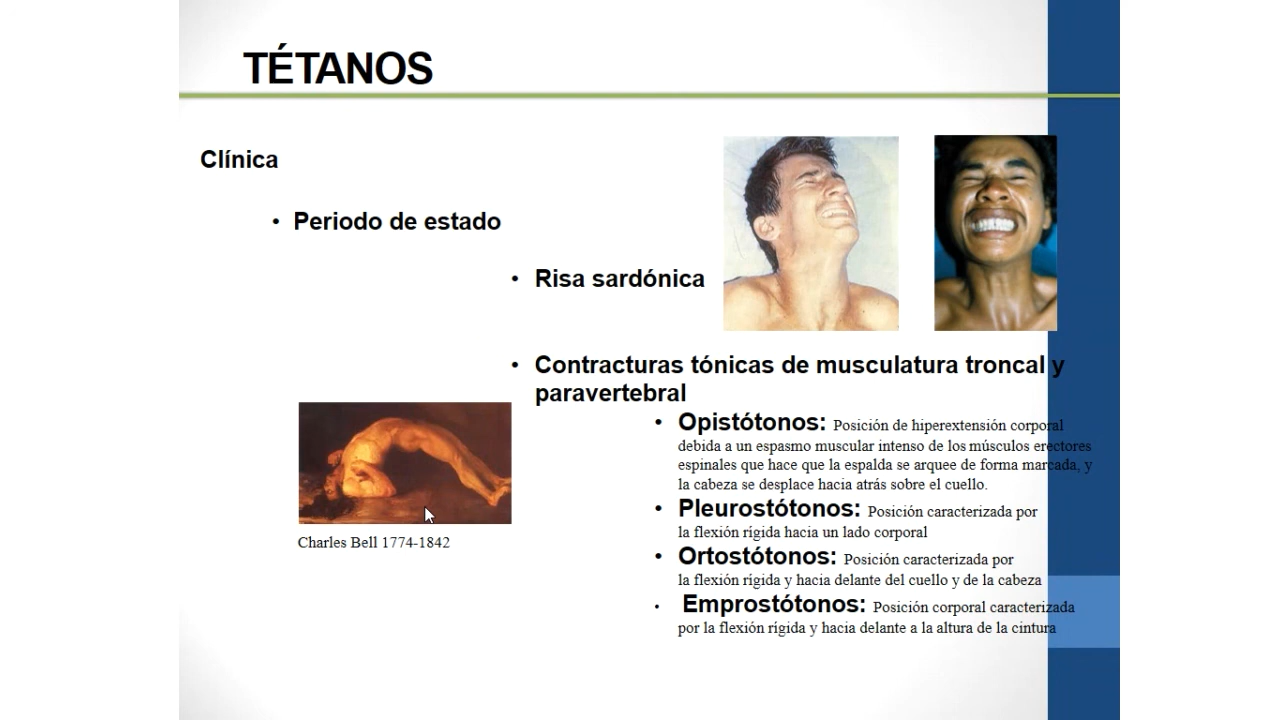 TÉTANOS
Clínica
• Periodo de estado
• Risa sardónica
• Contracturas tónicas de musculatura troncal y
paravertebral
• Opistótonos: Posición de hiperextensión corporal
debida a un espasmo muscular intenso de los músculos erectores
espinales que hace que la espalda se arquee de forma marcada, y
la cabeza se desplace hacia atrás sobre el cuello.
• Pleurostótonos: Posición caracterizada por
la flexión rígida hacia un lado corporal
• Ortostótonos: Posición caracterizada por
la flexión rígida y hacia delante del cuello y de la cabeza
• Emprostótonos: Posición corporal caracterizada
por la flexión rígida y hacia delante a la altura de la cintura
Charles Bell 1774-1842